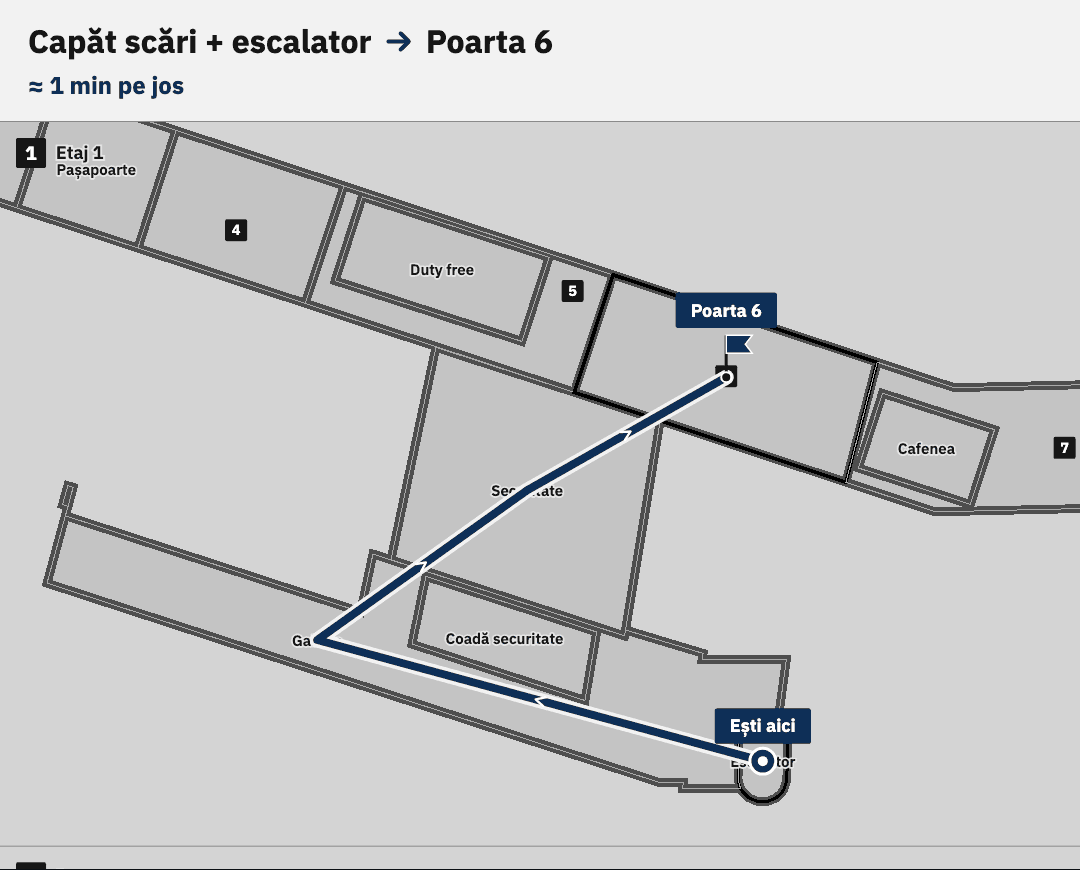 Capăt scări + escalator → Poarta 6
≈ 1 min pe jos
1 Etaj 1
Pașapoarte
4
Duty free
5
Poarta 6
Cafenea
7
Coadă securitate
Ești aici